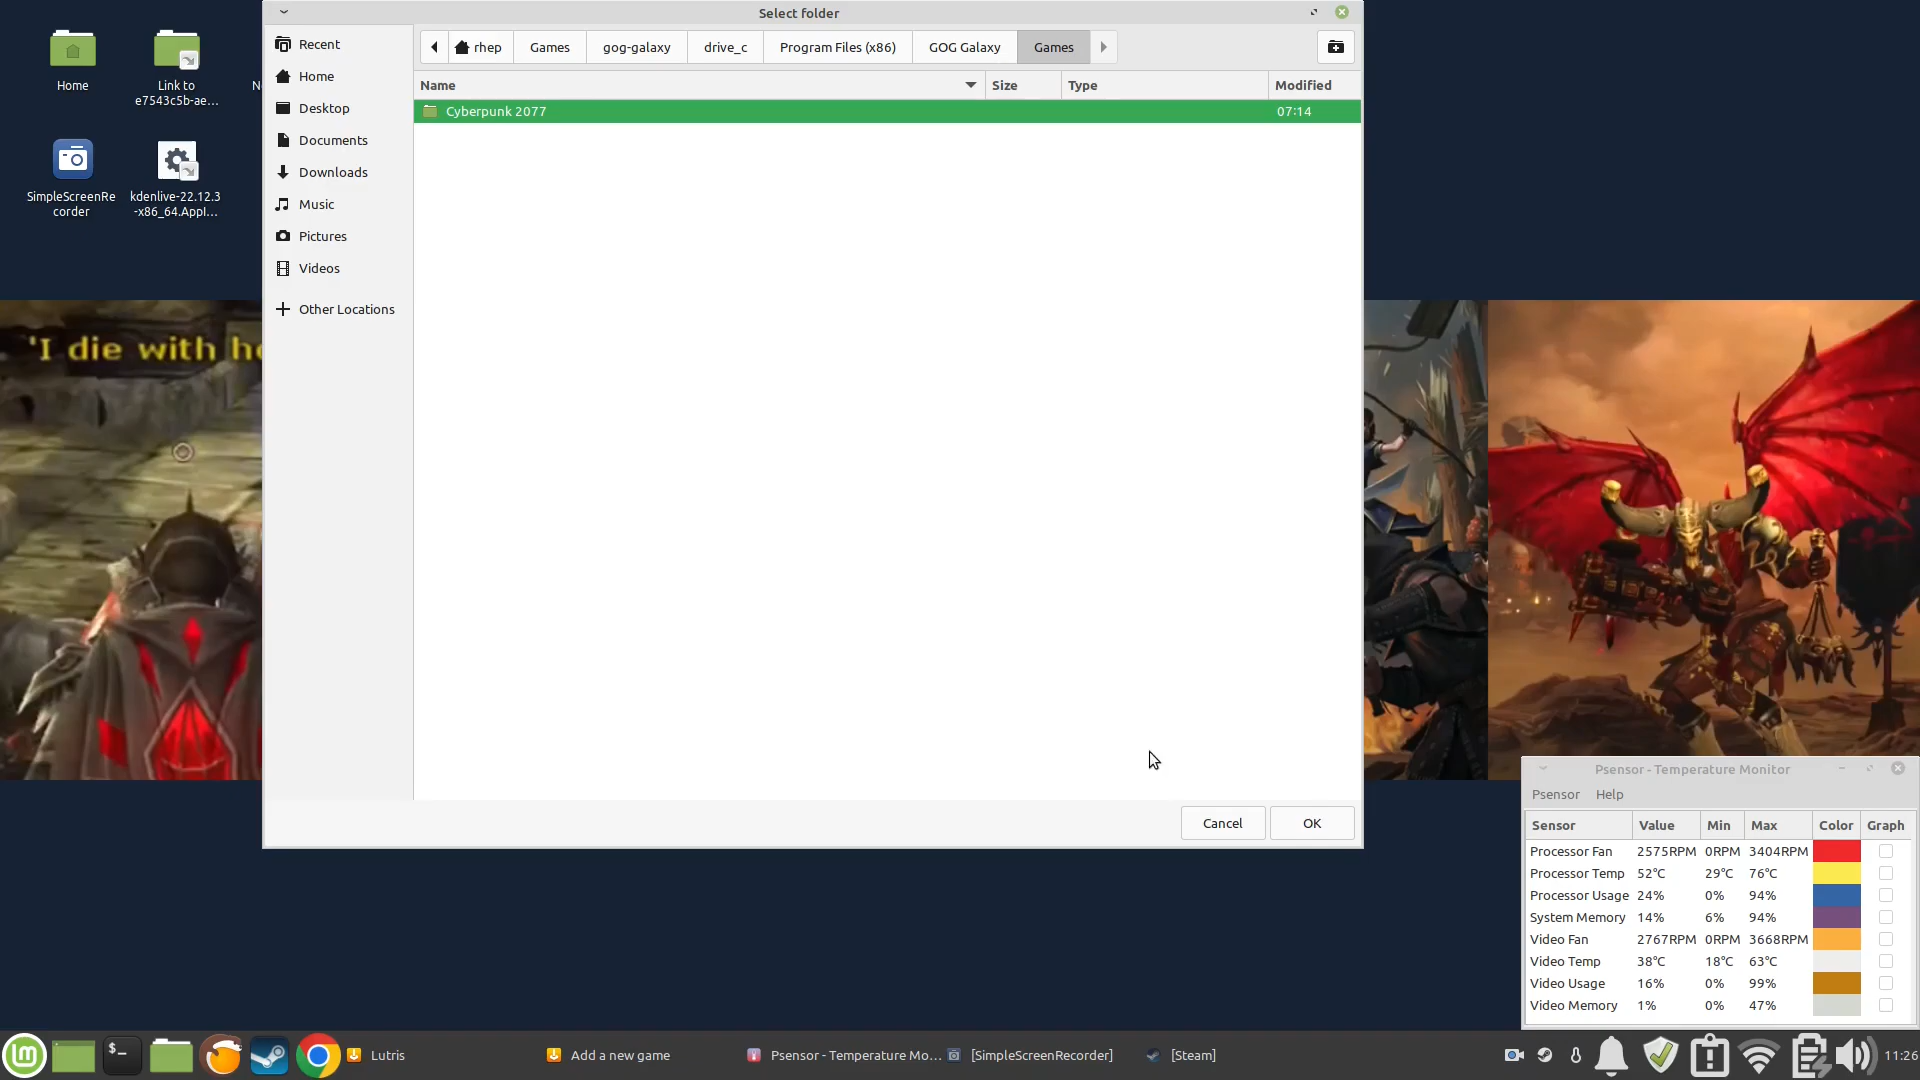 Select folder
Home
Link to
e7543c5b-ae...
SimpleScreenRe
corder
kdenlive-22.12.3
-x86_64.AppI...
Recent
Home
Desktop
Documents
Downloads
Music
Pictures
Videos
Other Locations
rhep
Games
gog-galaxy
drive_c
Program Files (x86)
GOG Galaxy
Games
Name
Size
Type
Modified
Cyberpunk 2077
07:14
'I die with
Cancel
OK
Psensor - Temperature Monitor
Psensor
Help
Sensor Value Min Max Color Graph
Processor Fan 2575RPM 0RPM 3404RPM
Processor Temp 52°C 29°C 76°C
Processor Usage 24% 0% 94%
System Memory 14% 6% 94%
Video Fan 2767RPM 0RPM 3668RPM
Video Temp 38°C 18°C 63°C
Video Usage 16% 0% 99%
Video Memory 1% 0% 47%
$_
Lutris
Add a new game
Psensor - Temperature Mo...
[SimpleScreenRecorder]
[Steam]
11:26